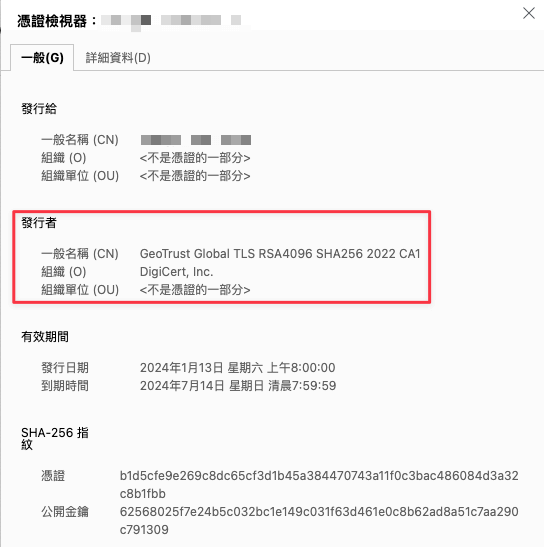 憑證檢視器：
一般(G) 詳細資料(D)
發行給
一般名稱 (CN)
組織 (O) <不是憑證的一部分>
組織單位 (OU) <不是憑證的一部分>
發行者
一般名稱 (CN) GeoTrust Global TLS RSA4096 SHA256 2022 CA1
組織 (O) DigiCert, Inc.
組織單位 (OU) <不是憑證的一部分>
有效期間
發行日期 2024年1月13日 星期六 上午8:00:00
到期時間 2024年7月14日 星期日 清晨7:59:59
SHA-256 指
紋
憑證 b1d5cfe9e269c8dc65cf3d1b45a384470743a11f0c3bac486084d3a32
c8b1fbb
公開金鑰 62568025f7e24b5c032bc1e149c031f63d461e0c8b62ad8a51c7aa290
c791309